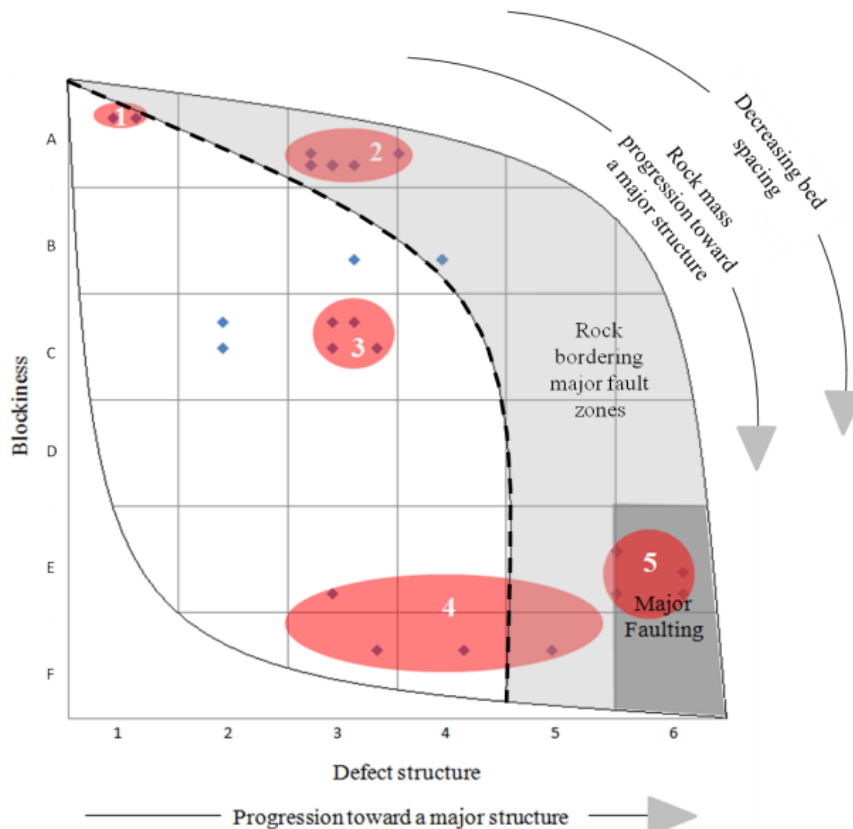 Decreasing bed
spacing
Rock mass
progression toward
a major structure
Blockiness
A
B
C
D
E
F
1
2
3
4
5
Rock
bordering
major fault
zones
Major
Faulting
1
2
3
4
5
6
Defect structure
Progression toward a major structure